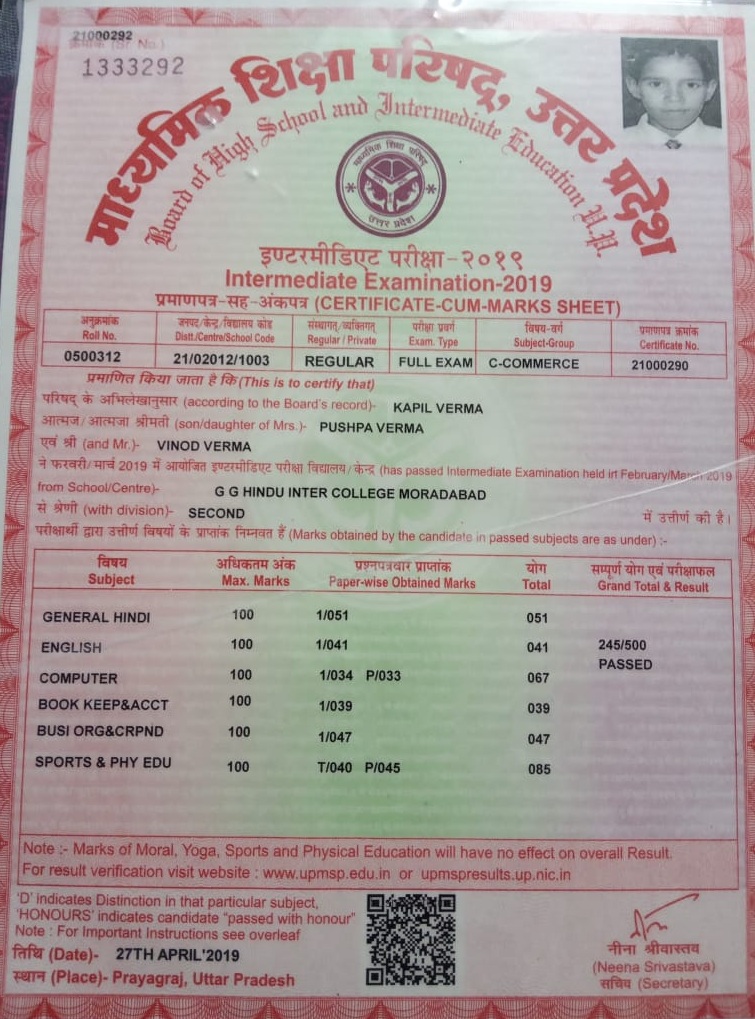 21000292
क्रमांक (Sr. No.)
1333292
माध्यमिक शिक्षा परिषद्, उत्तर प्रदेश
Board of High School and Intermediate Education U.P.
माध्यमिक शिक्षा परिषद्
उत्तर प्रदेश
इण्टरमीडिएट परीक्षा-२०१९
Intermediate Examination-2019
प्रमाणपत्र-सह-अंकपत्र (CERTIFICATE-CUM-MARKS SHEET)
अनुक्रमांक जनपद/केन्द्र/विद्यालय कोड संस्थागत/व्यक्तिगत परीक्षा प्रवर्ग विषय-वर्ग प्रमाणपत्र क्रमांक
Roll No. Distt./Centre/School Code Regular / Private Exam. Type Subject-Group Certificate No.
0500312 21/02012/1003 REGULAR FULL EXAM C-COMMERCE 21000290
प्रमाणित किया जाता है कि (This is to certify that)
परिषद् के अभिलेखानुसार (according to the Board's record)- KAPIL VERMA
आत्मज/आत्मजा श्रीमती (son/daughter of Mrs.)- PUSHPA VERMA
एवं श्री (and Mr.)- VINOD VERMA
ने फरवरी/मार्च 2019 में आयोजित इण्टरमीडिएट परीक्षा विद्यालय/केन्द्र (has passed Intermediate Examination held in February/March 2019
from School/Centre)- G G HINDU INTER COLLEGE MORADABAD
से श्रेणी (with division)- SECOND में उत्तीर्ण की है।
परीक्षार्थी द्वारा उत्तीर्ण विषयों के प्राप्तांक निम्नवत हैं (Marks obtained by the candidate in passed subjects are as under) :-
विषय अधिकतम अंक प्रश्नपत्रवार प्राप्तांक योग सम्पूर्ण योग एवं परीक्षाफल
Subject Max. Marks Paper-wise Obtained Marks Total Grand Total & Result
GENERAL HINDI 100 1/051 051
ENGLISH 100 1/041 041 245/500
PASSED
COMPUTER 100 1/034 P/033 067
BOOK KEEP&ACCT 100 1/039 039
BUSI ORG&CRPND 100 1/047 047
SPORTS & PHY EDU 100 T/040 P/045 085
Note :- Marks of Moral, Yoga, Sports and Physical Education will have no effect on overall Result.
For result verification visit website : www.upmsp.edu.in or upmspresults.up.nic.in
'D' indicates Distinction in that particular subject,
'HONOURS' indicates candidate "passed with honour"
Note : For Important Instructions see overleaf
तिथि (Date)- 27TH APRIL'2019
स्थान (Place)- Prayagraj, Uttar Pradesh
नीना श्रीवास्तव
(Neena Srivastava)
सचिव (Secretary)